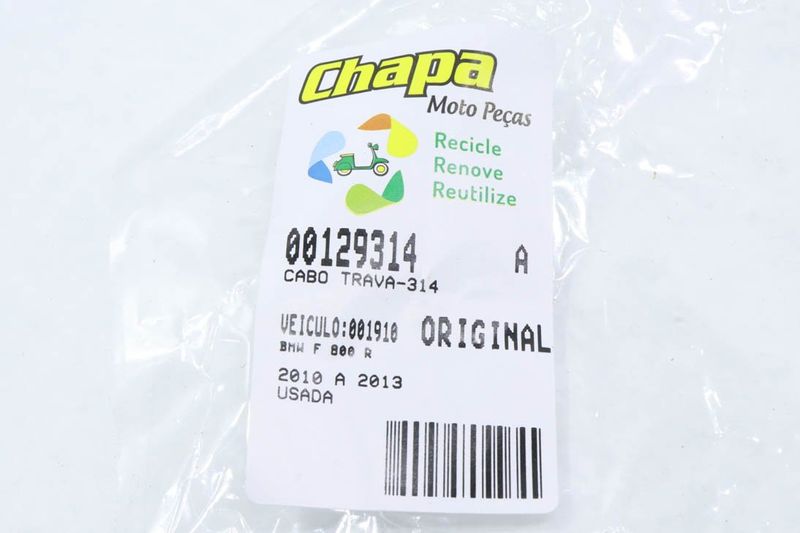 Chapa
Moto Peças
Recicle
Renove
Reutilize
00129314 A
CABO TRAVA-314
VEICULO:001910 ORIGINAL
BMW F 800 R
2010 A 2013
USADA